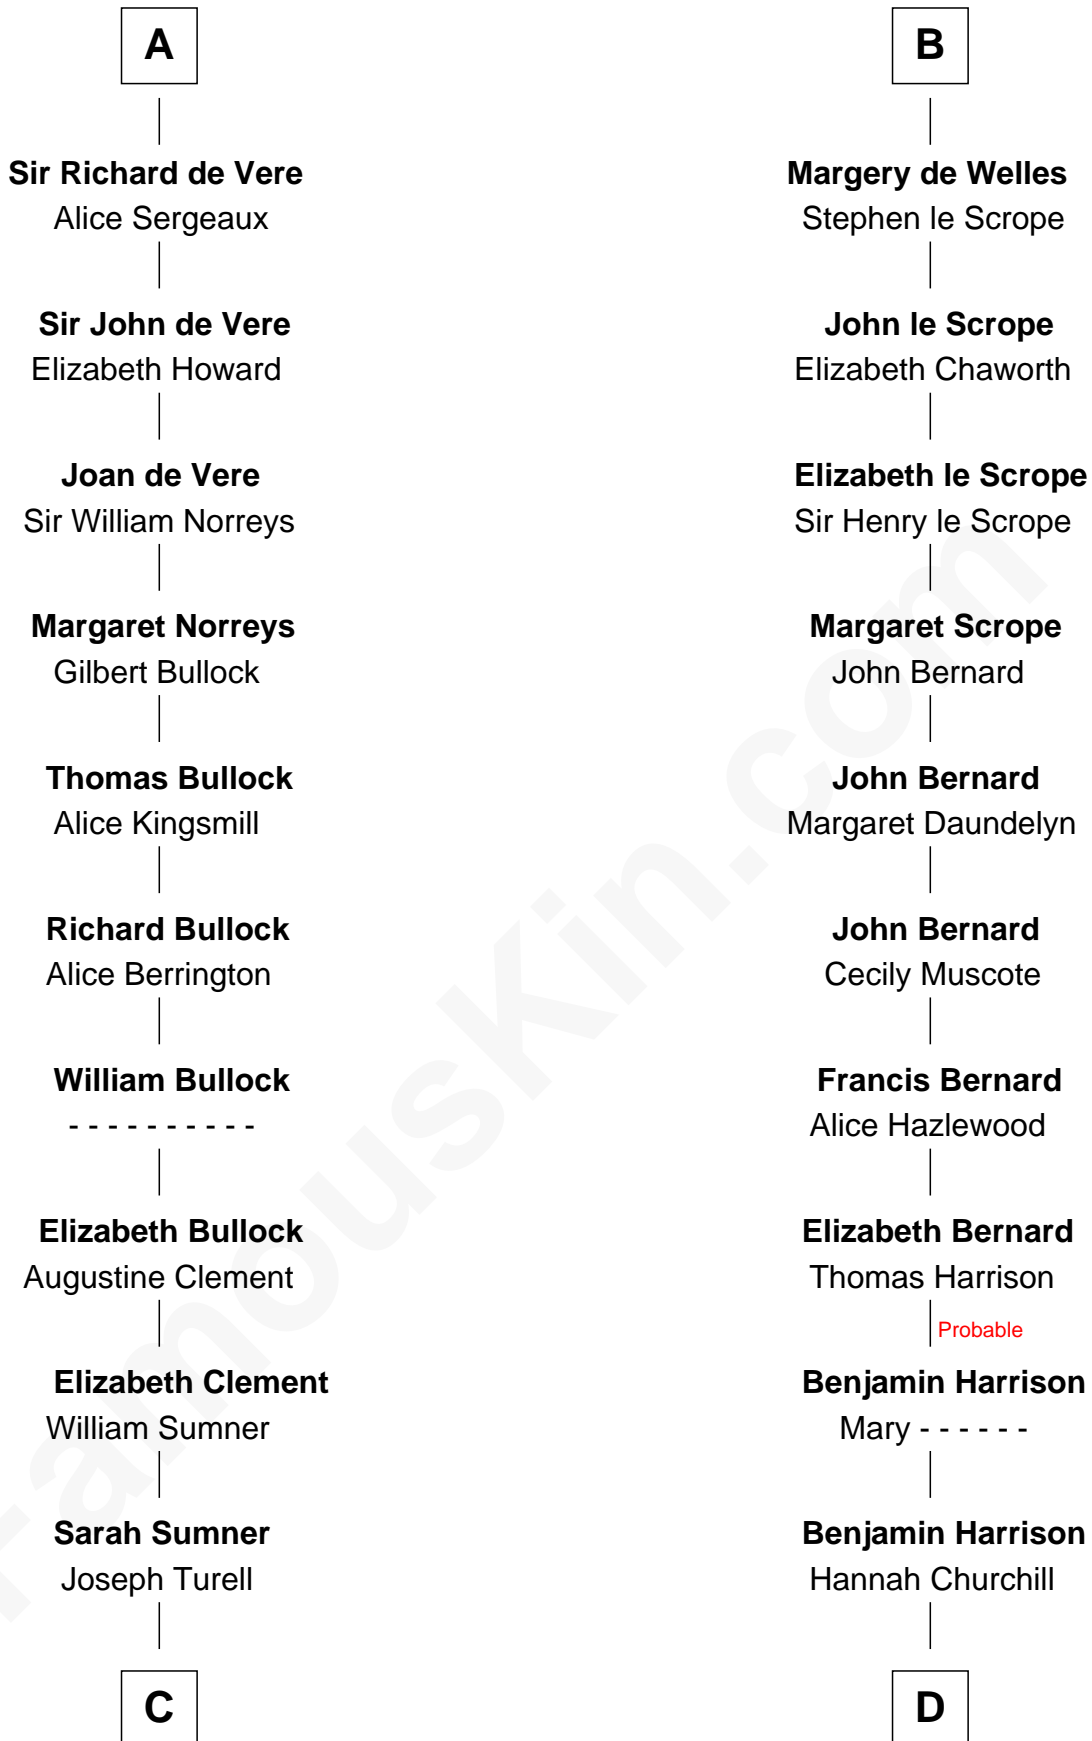 A
Sir Richard de Vere
Alice Sergeaux
Sir John de Vere
Elizabeth Howard
Joan de Vere
Sir William Norreys
Margaret Norreys
Gilbert Bullock
Thomas Bullock
Alice Kingsmill
Richard Bullock
Alice Berrington
William Bullock
- - - - - - - - - -
Elizabeth Bullock
Augustine Clement
Elizabeth Clement
William Sumner
Sarah Sumner
Joseph Turell
C
B
Margery de Welles
Stephen le Scrope
John le Scrope
Elizabeth Chaworth
Elizabeth le Scrope
Sir Henry le Scrope
Margaret Scrope
John Bernard
John Bernard
Margaret Daundelyn
John Bernard
Cecily Muscote
Francis Bernard
Alice Hazlewood
Elizabeth Bernard
Thomas Harrison
Probable
Benjamin Harrison
Mary - - - - - -
Benjamin Harrison
Hannah Churchill
D
FamousKin.com